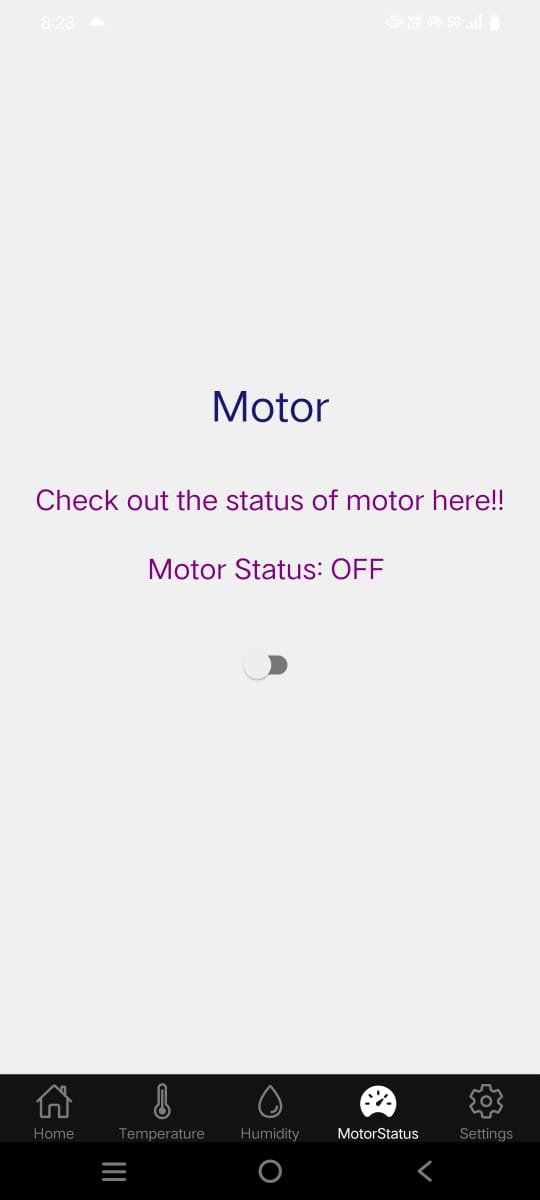 8:23
5G
Motor
Check out the status of motor here!!
Motor Status: OFF
Home
Temperature
Humidity
MotorStatus
Settings